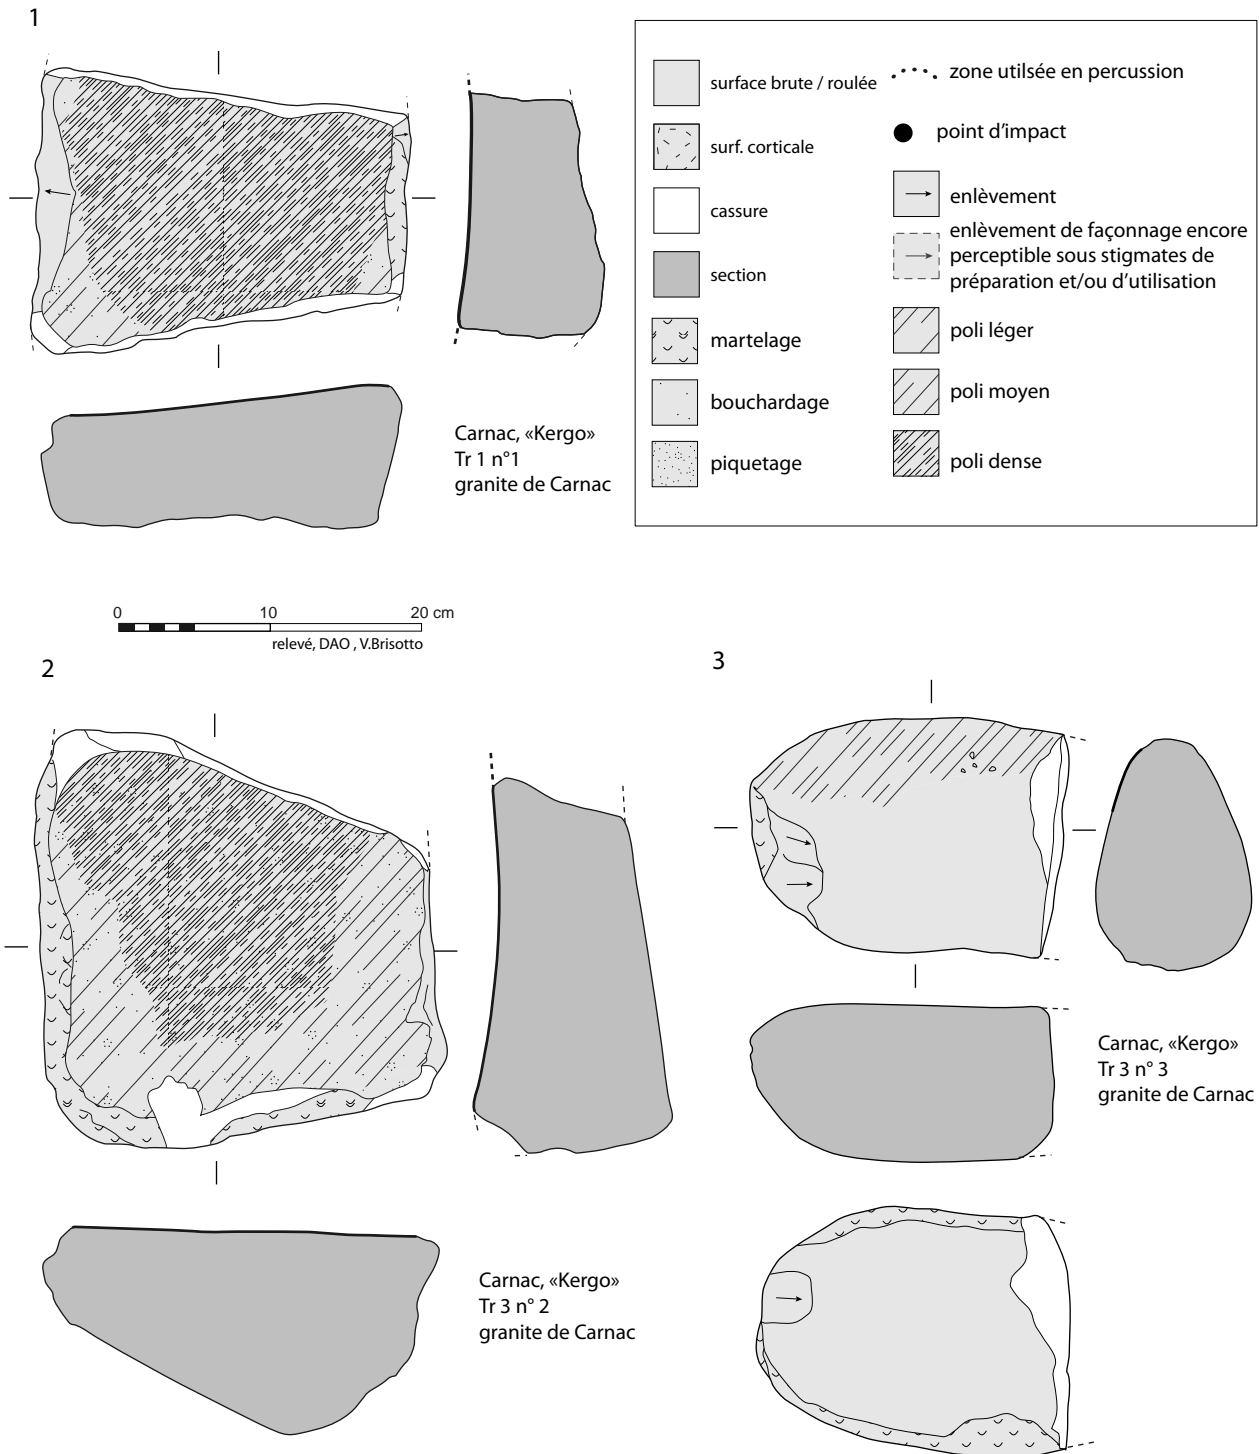 1
surface brute / roulée
surf. corticale
cassure
section
martelage
bouchardage
piquetage
zone utilsée en percussion
point d'impact
enlèvement
enlèvement de façonnage encore
perceptible sous stigmates de
préparation et/ou d'utilisation
poli léger
poli moyen
poli dense
Carnac, «Kergo»
Tr 1 n°1
granite de Carnac
0 10 20 cm
relevé, DAO , V.Brisotto
2
3
Carnac, «Kergo»
Tr 3 n° 3
granite de Carnac
Carnac, «Kergo»
Tr 3 n° 2
granite de Carnac